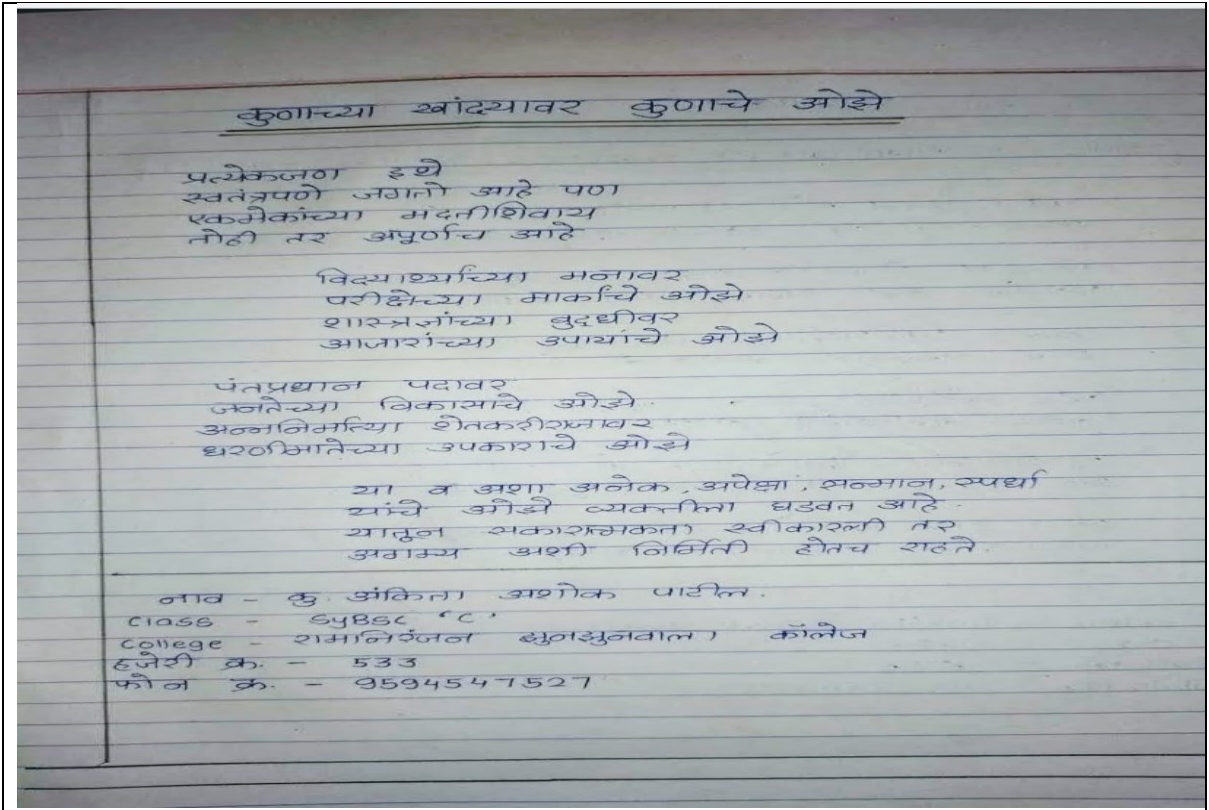 कुणाच्या खांदयावर कुणाचे ओझे
प्रत्येकजण इथे
स्वतंत्रपणे जगतो आहे पण
एकमेकांच्या मदतीशिवाय
तोही तर अपूर्णच आहे.
विदयार्थ्यांच्या मनावर
परीक्षेच्या मार्कांचे ओझे
शास्त्रज्ञांच्या बुद्धीवर
आजारांच्या उपायांचे ओझे
पंतप्रधान पदावर
जनतेच्या विकासाचे ओझे.
अन्ननिर्मात्या शेतकरीराजावर
धरणीमातेच्या उपकाराचे ओझे
या व अशा अनेक, अपेक्षा, सन्मान, स्पर्धा
यांचे ओझे व्यक्तीला घडवत आहे.
यातून सकारात्मकता स्वीकारली तर
अगम्य अशी निर्मिती होतच राहते.
नाव - कु. अंकिता अशोक पाटील.
Class - SyBSC 'C'
College - रामनिरंजन झुनझुनवाला कॉलेज
हजेरी क्र. - 533
फोन क्र. - 9594547527